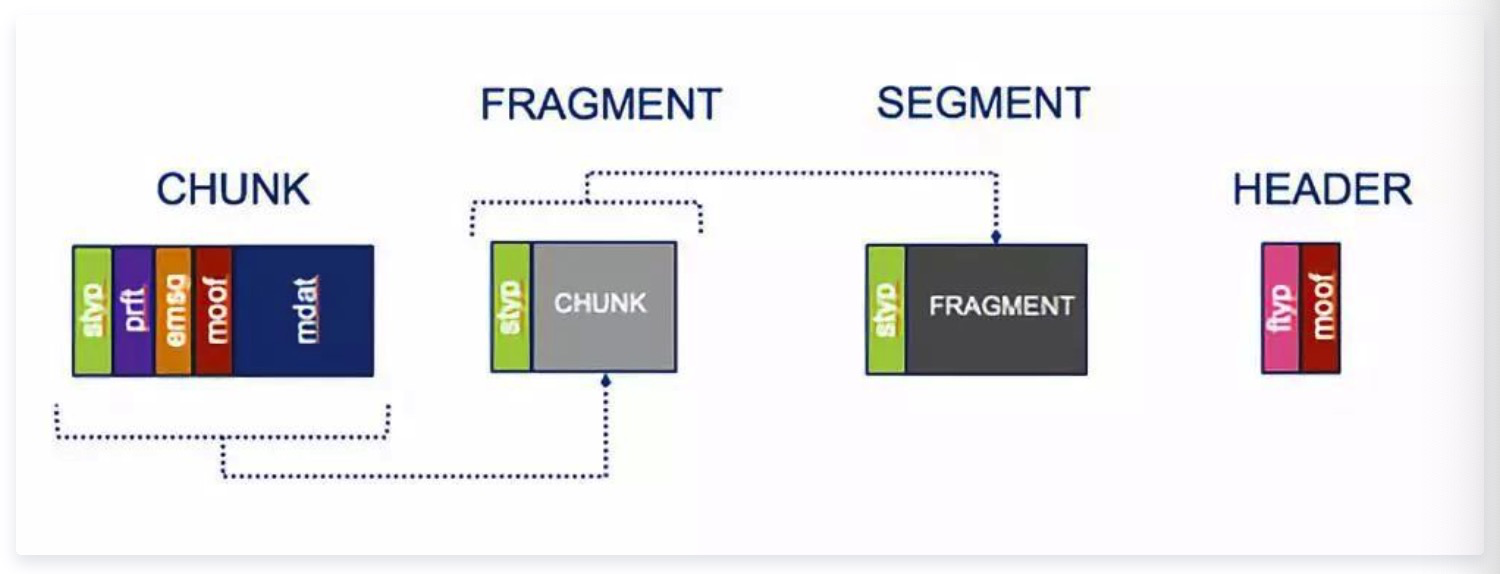 FRAGMENT
SEGMENT
CHUNK
HEADER
styp
prft
emsg
moof
mdat
styp
CHUNK
styp
FRAGMENT
ftyp
moof